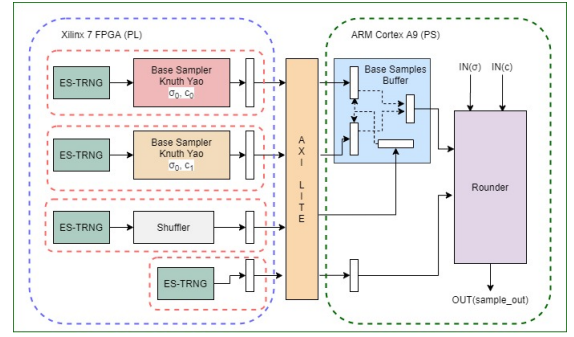 Xilinx 7 FPGA (PL)
ARM Cortex A9 (PS)
ES-TRNG
Base Sampler
Knuth Yao
σ₀, c₀
Base Samples
Buffer
IN(σ)
IN(c)
ES-TRNG
Base Sampler
Knuth Yao
σ₀, c₁
A
X
I
L
I
T
E
Rounder
ES-TRNG
Shuffler
ES-TRNG
OUT(sample_out)